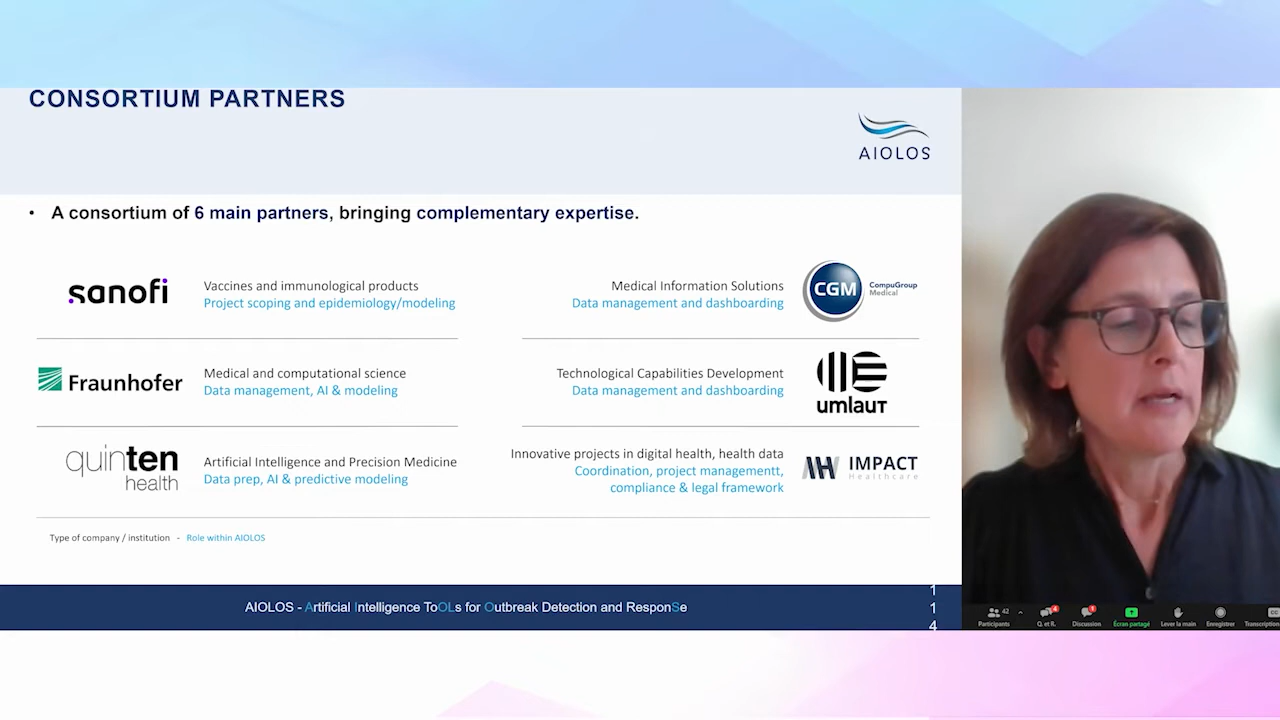 CONSORTIUM PARTNERS
AIOLOS
• A consortium of 6 main partners, bringing complementary expertise.
sanofi
Vaccines and immunological products
Project scoping and epidemiology/modeling
Medical Information Solutions
Data management and dashboarding
CGM
CompuGroup
Medical
Fraunhofer
Medical and computational science
Data management, AI & modeling
Technological Capabilities Development
Data management and dashboarding
umlauT
quinten
health
Artificial Intelligence and Precision Medicine
Data prep, AI & predictive modeling
Innovative projects in digital health, health data
Coordination, project managementt,
compliance & legal framework
IMPACT
Healthcare
Type of company / institution - Role within AIOLOS
AIOLOS - Artificial Intelligence ToOLs for Outbreak Detection and ResponSe
1
1
4
42
4
1
CC
Participants
Q. et R.
Discussion
Écran partagé
Lever la main
Enregistrer
Transcription